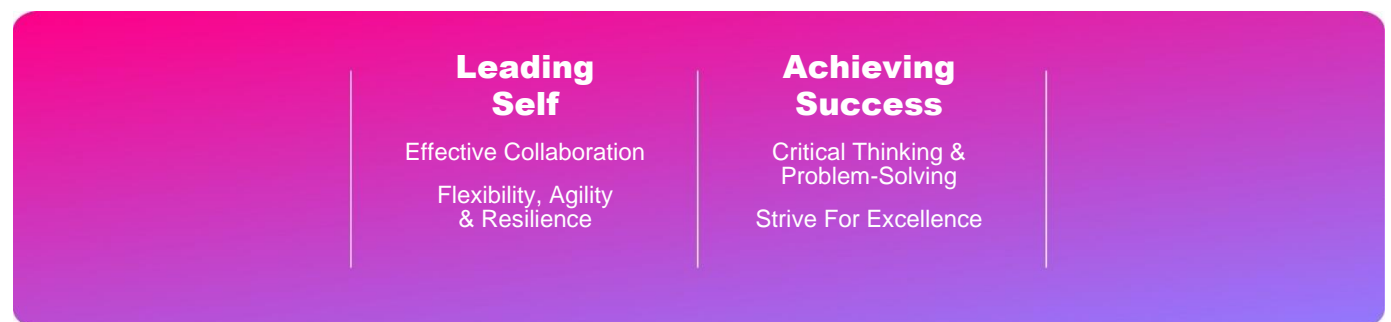 Leading
Self
Effective Collaboration
Flexibility, Agility
& Resilience
Achieving
Success
Critical Thinking &
Problem-Solving
Strive For Excellence